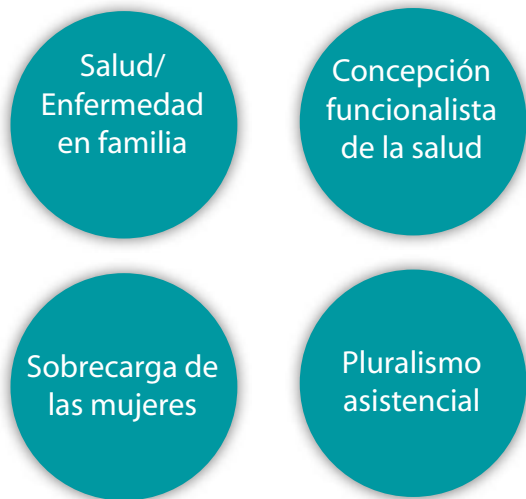 Salud/
Enfermedad
en familia
Concepción
funcionalista
de la salud
Sobrecarga de
las mujeres
Pluralismo
asistencial